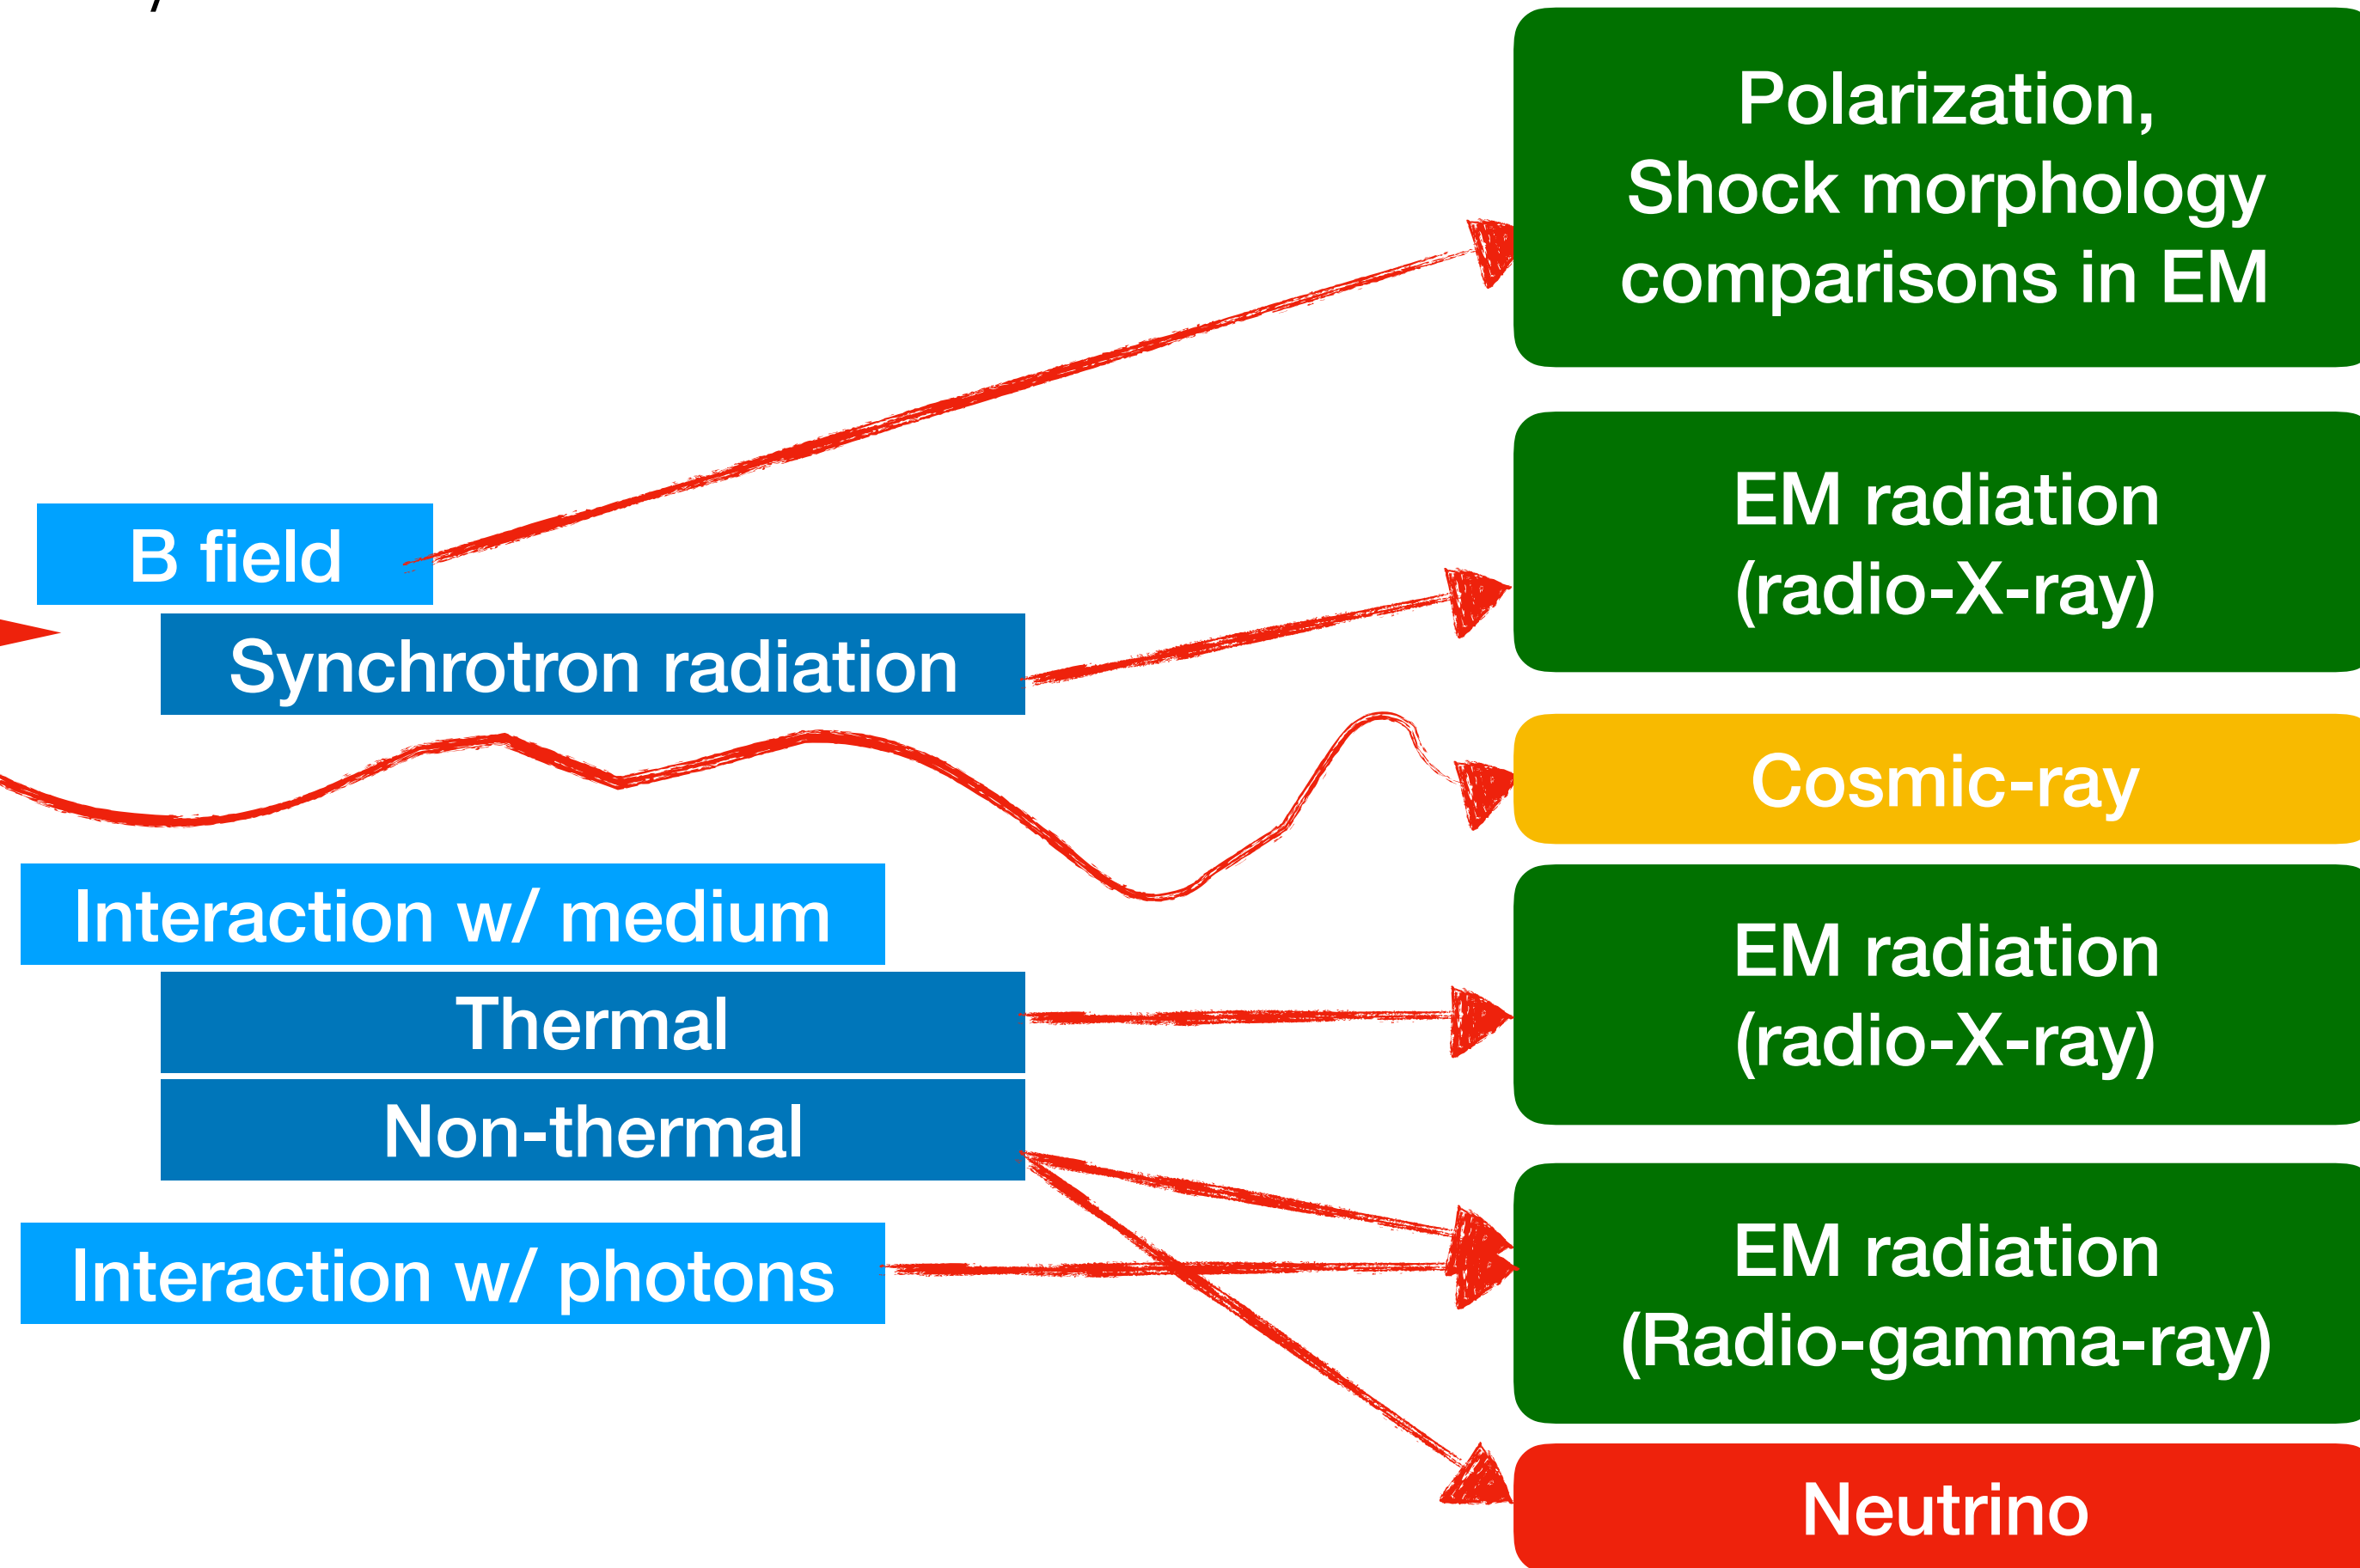 B field
Synchrotron radiation
Interaction w/ medium
Thermal
Non-thermal
Interaction w/ photons
Polarization,
Shock morphology
comparisons in EM
EM radiation
(radio-X-ray)
Cosmic-ray
EM radiation
(radio-X-ray)
EM radiation
(Radio-gamma-ray)
Neutrino